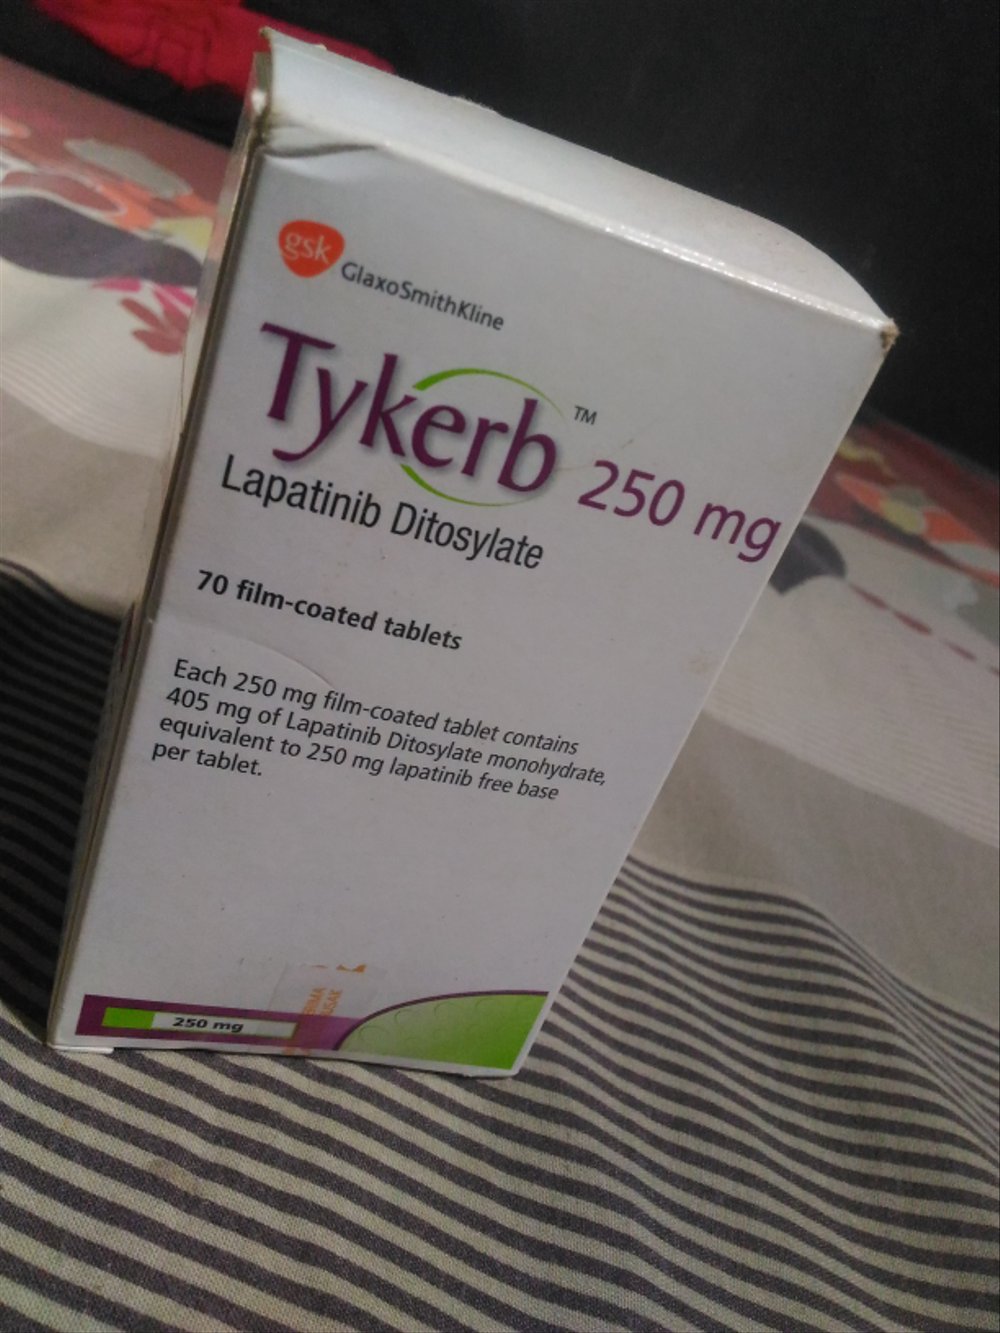 gsk
GlaxoSmithKline
Tykerb™ 250 mg
Lapatinib Ditosylate
70 film-coated tablets
Each 250 mg film-coated tablet contains
405 mg of Lapatinib Ditosylate monohydrate,
equivalent to 250 mg lapatinib free base
per tablet.
250 mg